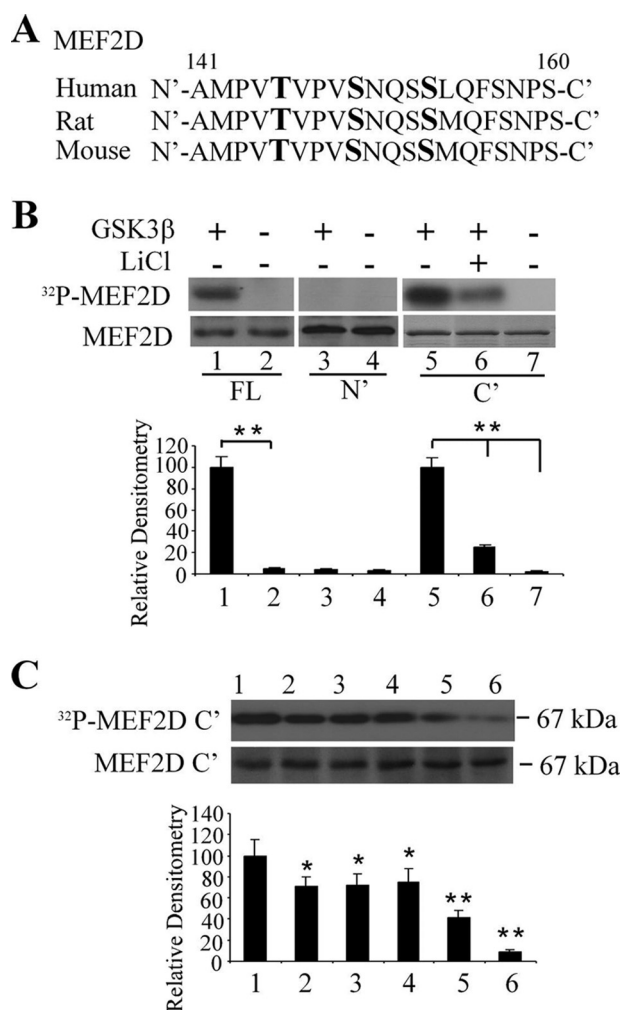 A MEF2D
141 160
Human N'-AMPVTVPVSNQSSLQFSNPS-C'
Rat N'-AMPVTVPVSNQSSMQFSNPS-C'
Mouse N'-AMPVTVPVSNQSSMQFSNPS-C'
B
GSK3β + - + - + + -
LiCl - - - - - + -
³²P-MEF2D
MEF2D
1 2 3 4 5 6 7
FL N' C'
Relative Densitometry
120
100
80
60
40
20
0
** **
1 2 3 4 5 6 7
C
1 2 3 4 5 6
³²P-MEF2D C' - 67 kDa
MEF2D C' - 67 kDa
Relative Densitometry
140
120
100
80
60
40
20
0
* * * ** **
1 2 3 4 5 6